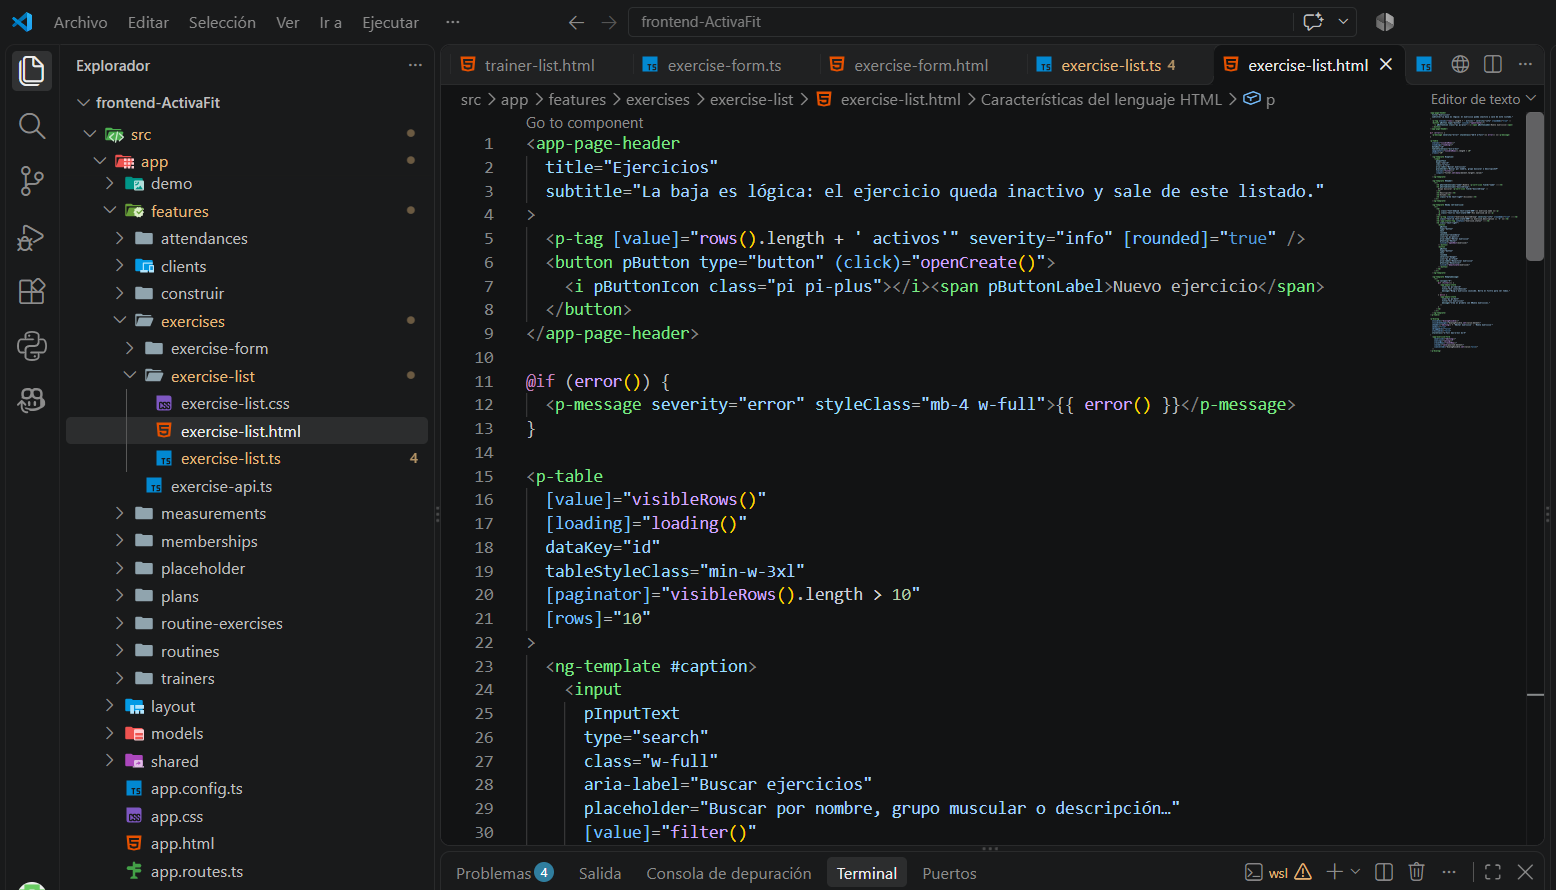 Archivo Editar Selección Ver Ir a Ejecutar ··· frontend-ActivaFit
Explorador ···
frontend-ActivaFit
src
app
demo
features
attendances
clients
construir
exercises
exercise-form
exercise-list
exercise-list.css
exercise-list.html
exercise-list.ts 4
exercise-api.ts
measurements
memberships
placeholder
plans
routine-exercises
routines
trainers
layout
models
shared
app.config.ts
app.css
app.html
app.routes.ts
trainer-list.html exercise-form.ts exercise-form.html exercise-list.ts 4 exercise-list.html
src > app > features > exercises > exercise-list > exercise-list.html > Características del lenguaje HTML > p Editor de texto
Go to component
1 <app-page-header
2 title="Ejercicios"
3 subtitle="La baja es lógica: el ejercicio queda inactivo y sale de este listado."
4 >
5 <p-tag [value]="rows().length + ' activos'" severity="info" [rounded]="true" />
6 <button pButton type="button" (click)="openCreate()">
7 <i pButtonIcon class="pi pi-plus"></i><span pButtonLabel>Nuevo ejercicio</span>
8 </button>
9 </app-page-header>
10
11 @if (error()) {
12 <p-message severity="error" styleClass="mb-4 w-full">{{ error() }}</p-message>
13 }
14
15 <p-table
16 [value]="visibleRows()"
17 [loading]="loading()"
18 dataKey="id"
19 tableStyleClass="min-w-3xl"
20 [paginator]="visibleRows().length > 10"
21 [rows]="10"
22 >
23 <ng-template #caption>
24 <input
25 pInputText
26 type="search"
27 class="w-full"
28 aria-label="Buscar ejercicios"
29 placeholder="Buscar por nombre, grupo muscular o descripción…"
30 [value]="filter()"
Problemas 4 Salida Consola de depuración Terminal Puertos wsl